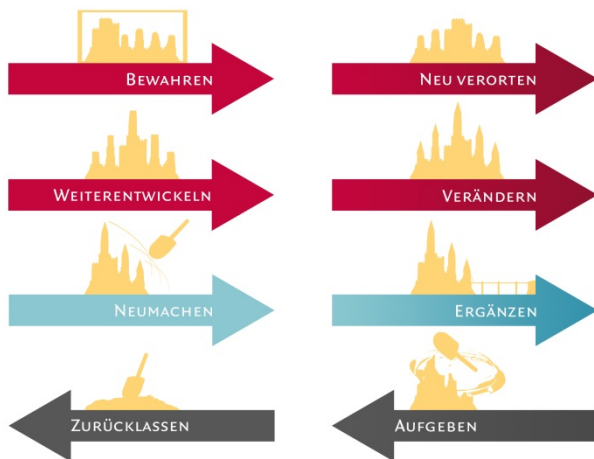 BEWAHREN
NEU VERORTEN
WEITERENTWICKELN
VERÄNDERN
NEUMACHEN
ERGÄNZEN
ZURÜCKLASSEN
AUFGEBEN